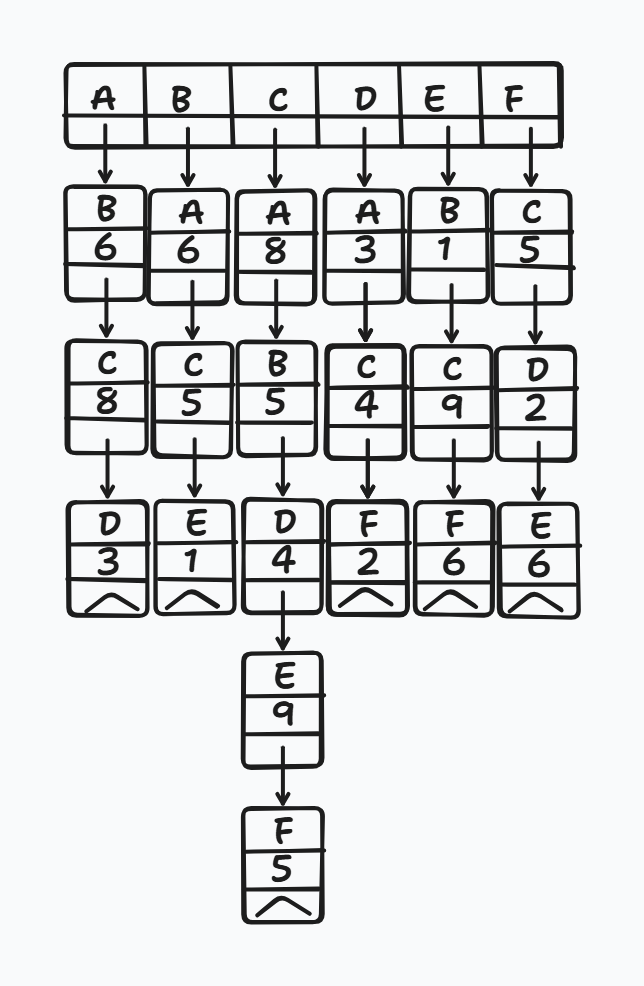 A B C D E F
B A A A B C
6 6 8 3 1 5
C C B C C D
8 5 5 4 9 2
D E D F F E
3 1 4 2 6 6
E
9
F
5